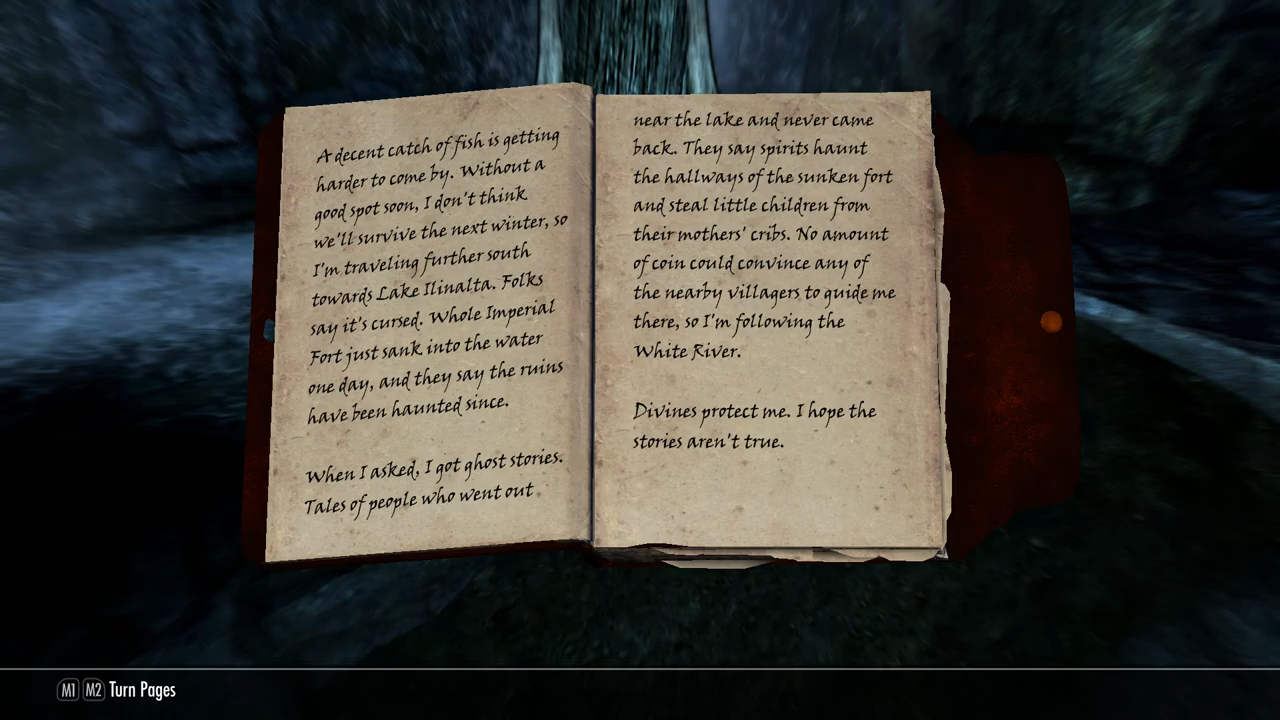 A decent catch of fish is getting
harder to come by. Without a
good spot soon, I don't think
we'll survive the next winter, so
I'm traveling further south
towards Lake Ilinalta. Folks
say it's cursed. Whole Imperial
Fort just sank into the water
one day, and they say the ruins
have been haunted since.
When I asked, I got ghost stories.
Tales of people who went out
near the lake and never came
back. They say spirits haunt
the hallways of the sunken fort
and steal little children from
their mothers' cribs. No amount
of coin could convince any of
the nearby villagers to guide me
there, so I'm following the
White River.
Divines protect me. I hope the
stories aren't true.
M1 M2 Turn Pages